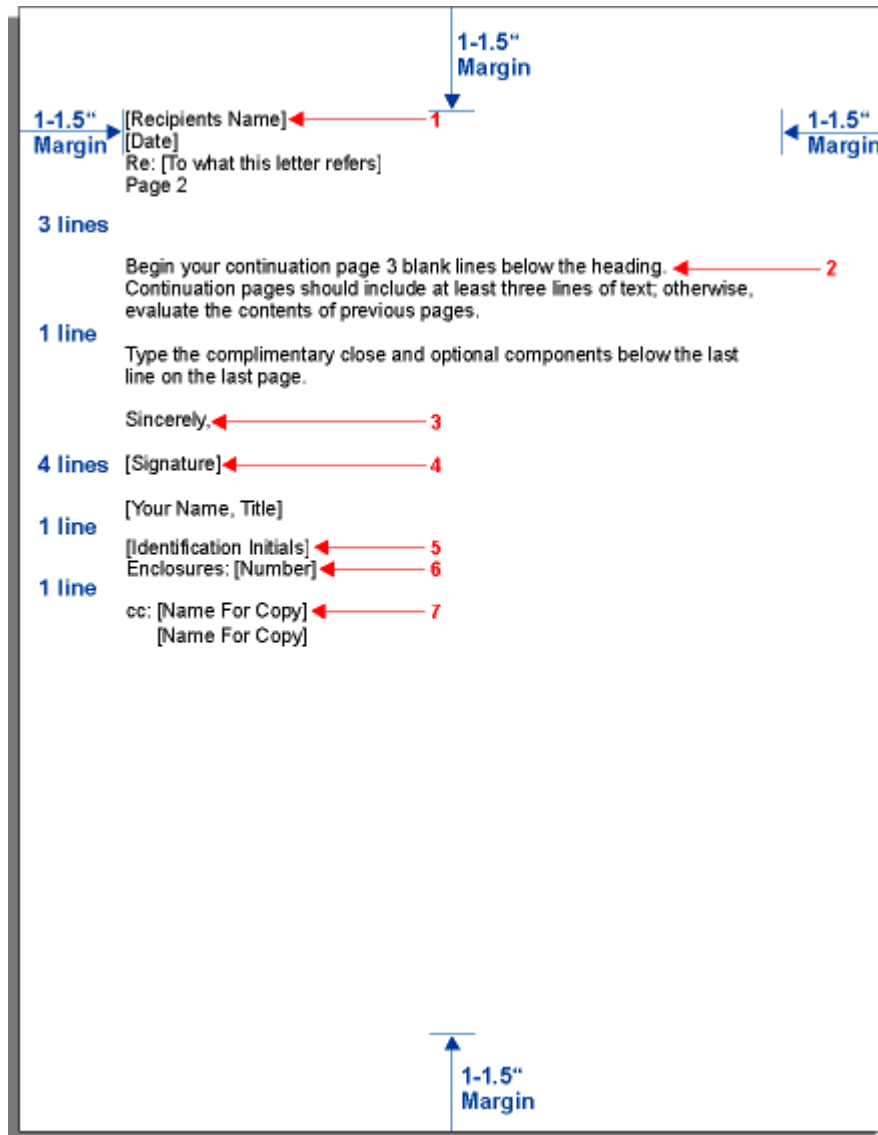 1-1.5“
Margin
1-1.5“
Margin
[Recipients Name]
1
1-1.5“
Margin
[Date]
Re: [To what this letter refers]
Page 2
3 lines
Begin your continuation page 3 blank lines below the heading.
2
Continuation pages should include at least three lines of text; otherwise,
evaluate the contents of previous pages.
1 line
Type the complimentary close and optional components below the last
line on the last page.
Sincerely,
3
4 lines
[Signature]
4
[Your Name, Title]
1 line
[Identification Initials]
5
Enclosures: [Number]
6
1 line
cc: [Name For Copy]
7
[Name For Copy]
1-1.5“
Margin